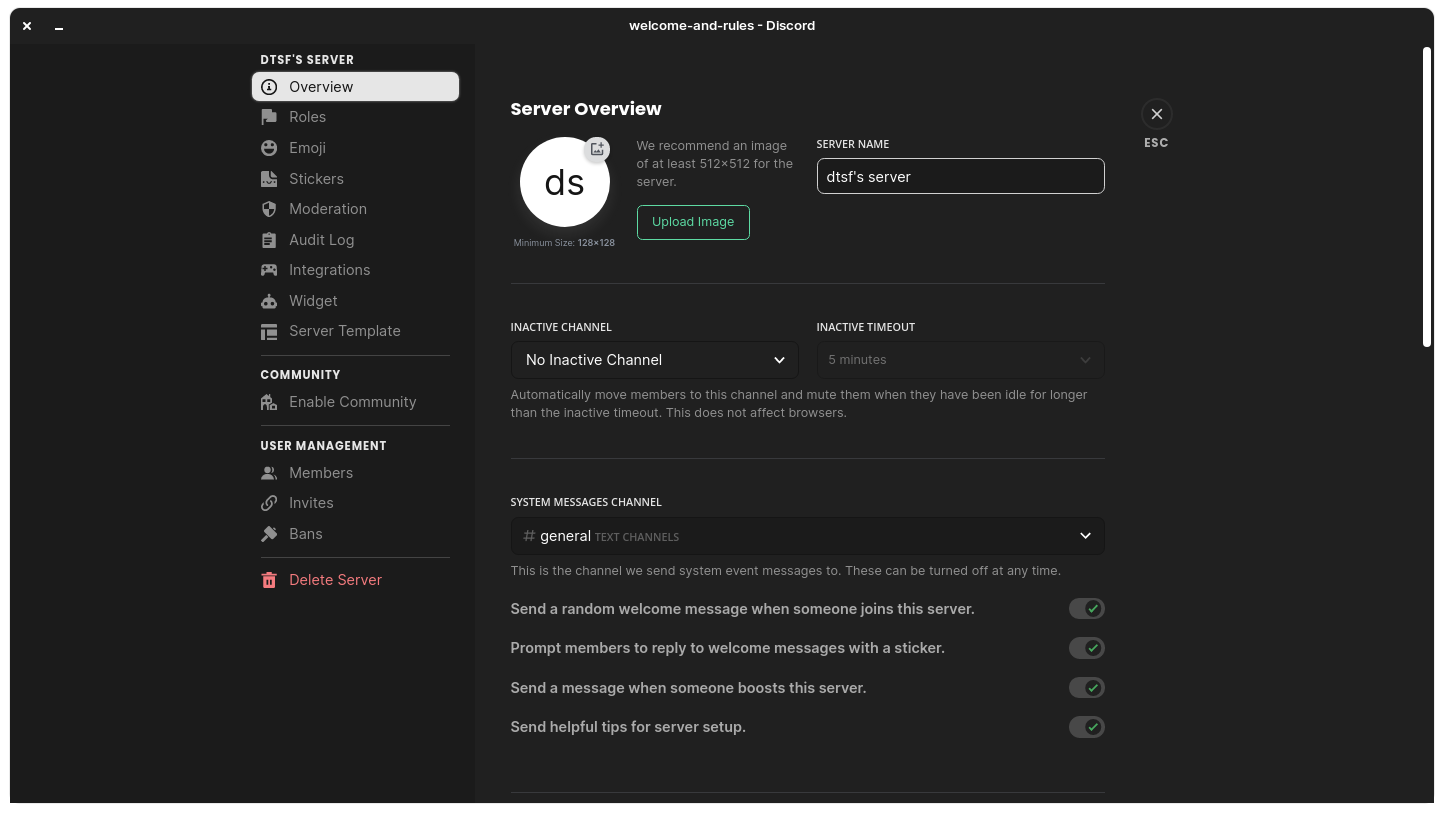 welcome-and-rules - Discord
DTSF'S SERVER
Overview
Roles
Emoji
Stickers
Moderation
Audit Log
Integrations
Widget
Server Template
COMMUNITY
Enable Community
USER MANAGEMENT
Members
Invites
Bans
Delete Server
Server Overview
ds
Minimum Size: 128×128
We recommend an image
of at least 512×512 for the
server.
Upload Image
SERVER NAME
dtsf's server
ESC
INACTIVE CHANNEL
No Inactive Channel
INACTIVE TIMEOUT
5 minutes
Automatically move members to this channel and mute them when they have been idle for longer
than the inactive timeout. This does not affect browsers.
SYSTEM MESSAGES CHANNEL
# general TEXT CHANNELS
This is the channel we send system event messages to. These can be turned off at any time.
Send a random welcome message when someone joins this server.
Prompt members to reply to welcome messages with a sticker.
Send a message when someone boosts this server.
Send helpful tips for server setup.